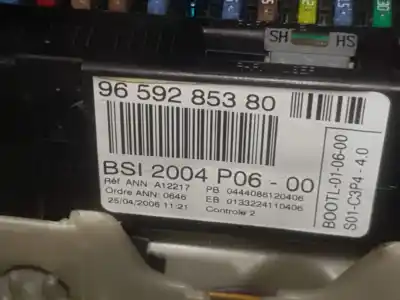 SH HS
96 592 853 80
BSI 2004 P06 - 00
Réf ANN A12217 PB 0444086120406
Ordre ANN: 0646 EB 0133224110406
25/04/2006 11:21 Controle 2
BOOTL-01-06-00
S01-C3P4 - 4.0